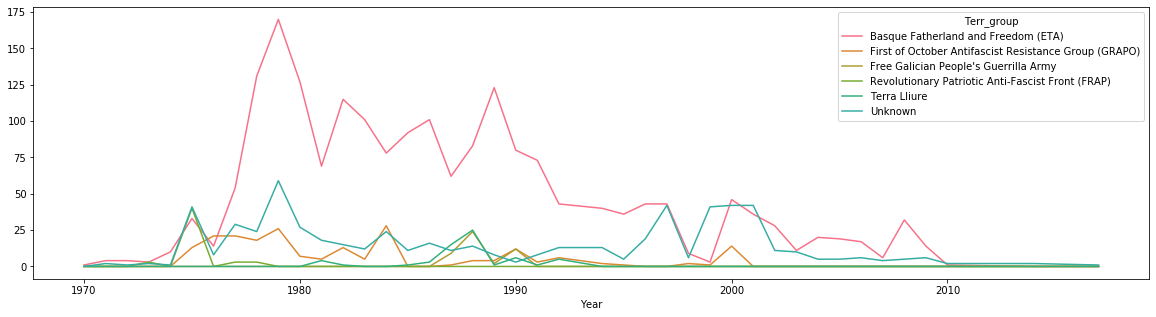 175
150
125
100
75
50
25
0
Terr_group
Basque Fatherland and Freedom (ETA)
First of October Antifascist Resistance Group (GRAPO)
Free Galician People's Guerrilla Army
Revolutionary Patriotic Anti-Fascist Front (FRAP)
Terra Lliure
Unknown
1970 1980 1990 2000 2010
Year